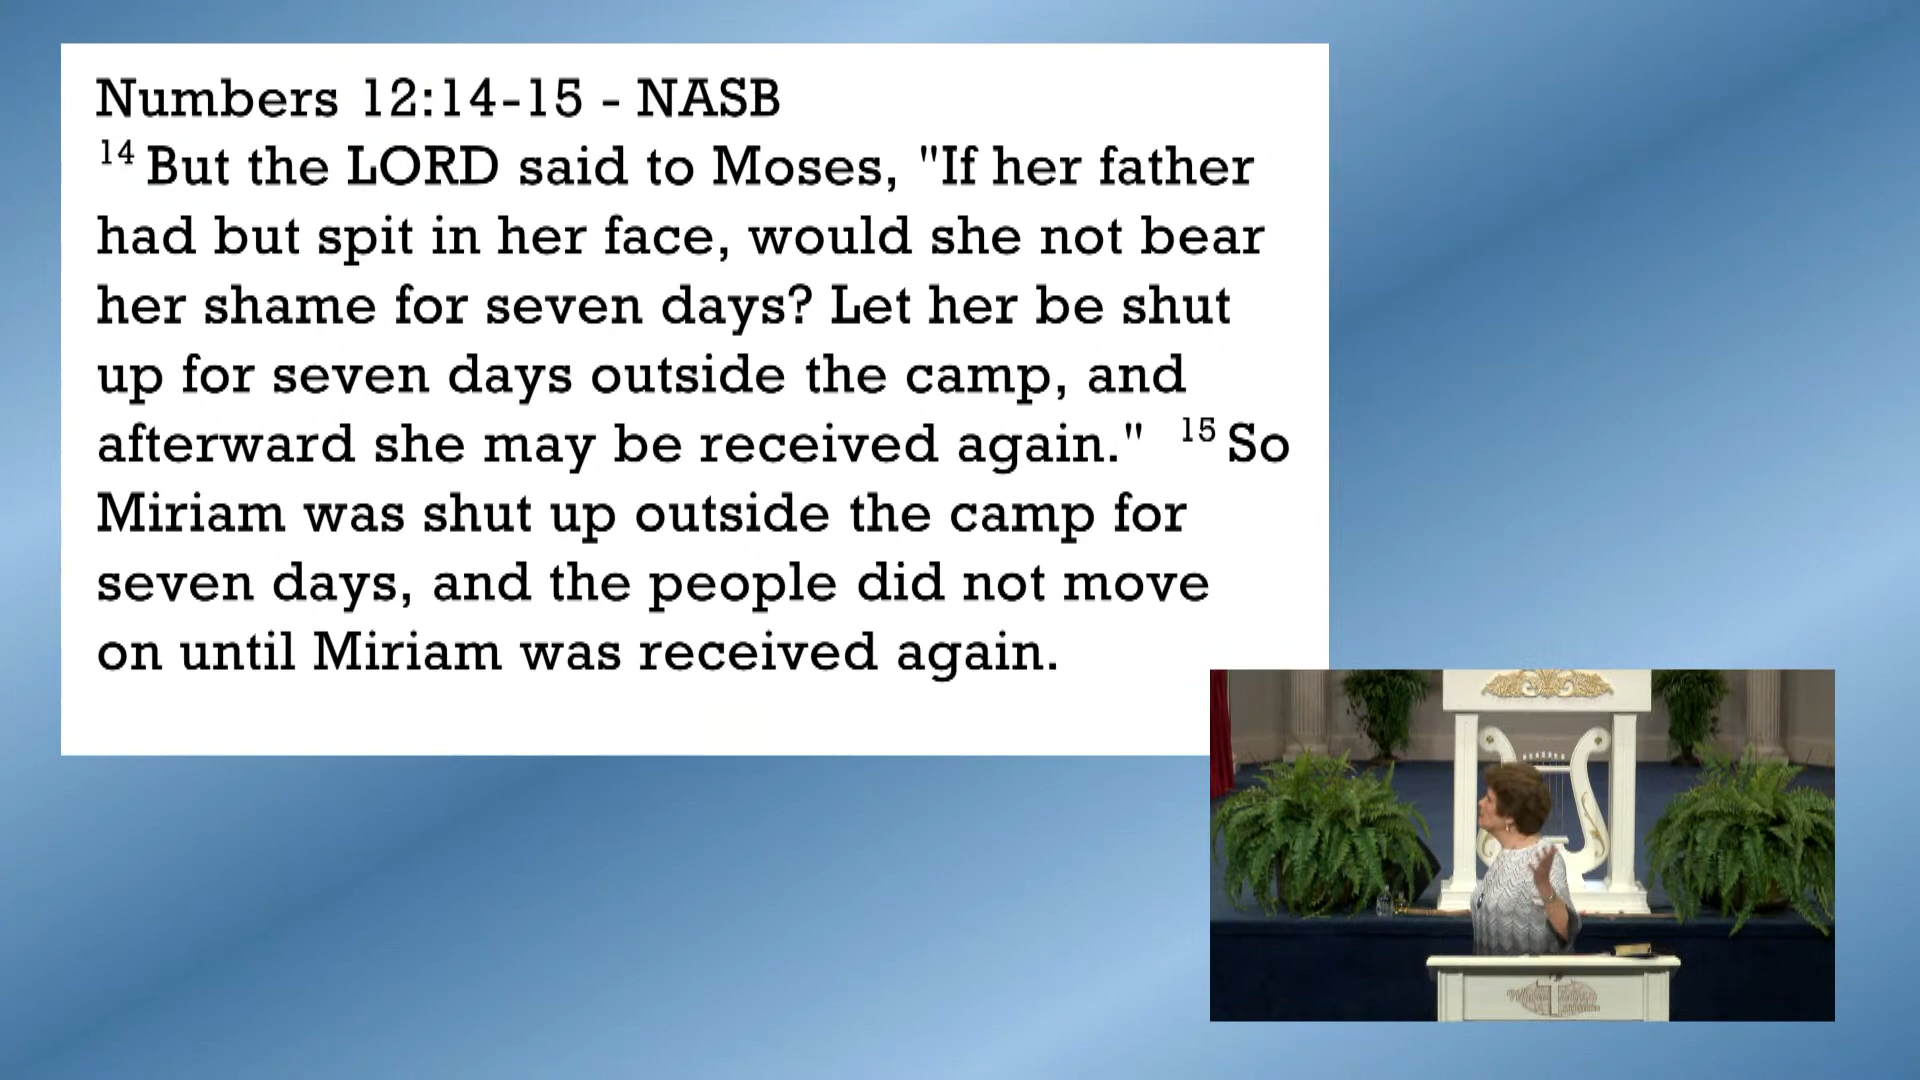 Numbers 12:14-15 - NASB
14 But the LORD said to Moses, "If her father
had but spit in her face, would she not bear
her shame for seven days? Let her be shut
up for seven days outside the camp, and
afterward she may be received again."  15 So
Miriam was shut up outside the camp for
seven days, and the people did not move
on until Miriam was received again.